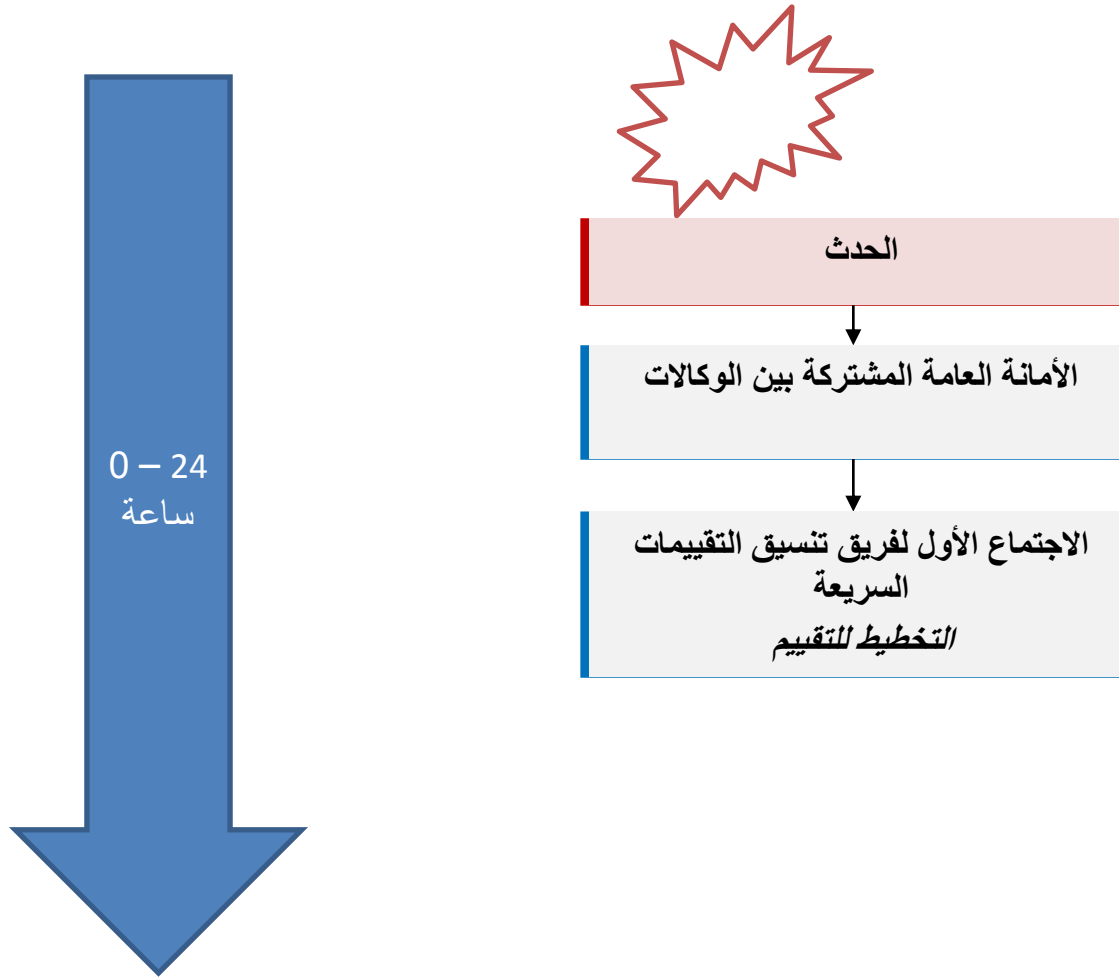 الحدث
الأمانة العامة المشتركة بين الوكالات
الاجتماع الأول لفريق تنسيق التقييمات
السريعة
التخطيط للتقييم
0 – 24
ساعة